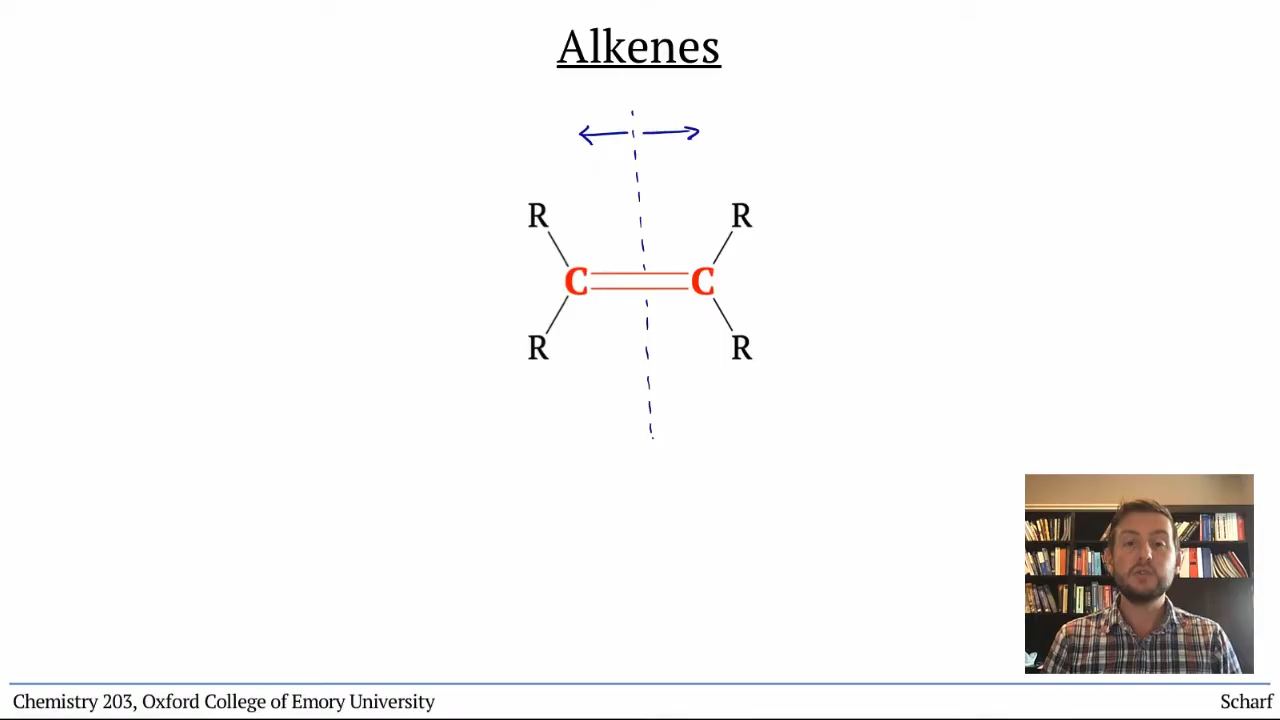 Alkenes
R R
C C
R R
Chemistry 203, Oxford College of Emory University
Scharf